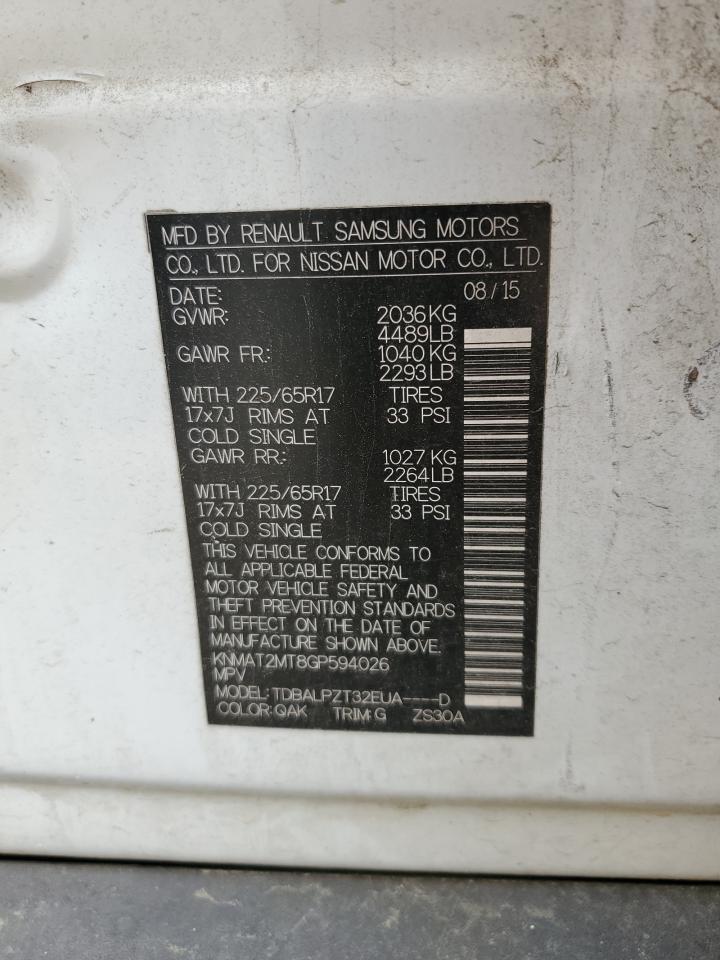 MFD BY RENAULT SAMSUNG MOTORS
CO., LTD. FOR NISSAN MOTOR CO., LTD.
DATE: 08/15
GVWR: 2036KG
4489LB
GAWR FR: 1040KG
2293LB
WITH 225/65R17 TIRES
17x7J RIMS AT 33 PSI
COLD SINGLE
GAWR RR: 1027KG
2264LB
WITH 225/65R17 TIRES
17x7J RIMS AT 33 PSI
COLD SINGLE
THIS VEHICLE CONFORMS TO
ALL APPLICABLE FEDERAL
MOTOR VEHICLE SAFETY AND
THEFT PREVENTION STANDARDS
IN EFFECT ON THE DATE OF
MANUFACTURE SHOWN ABOVE.
KNMAT2MT8GP594026
MPV
MODEL: TDBALPZT32EUA----D
COLOR: QAK TRIM: G ZS30A